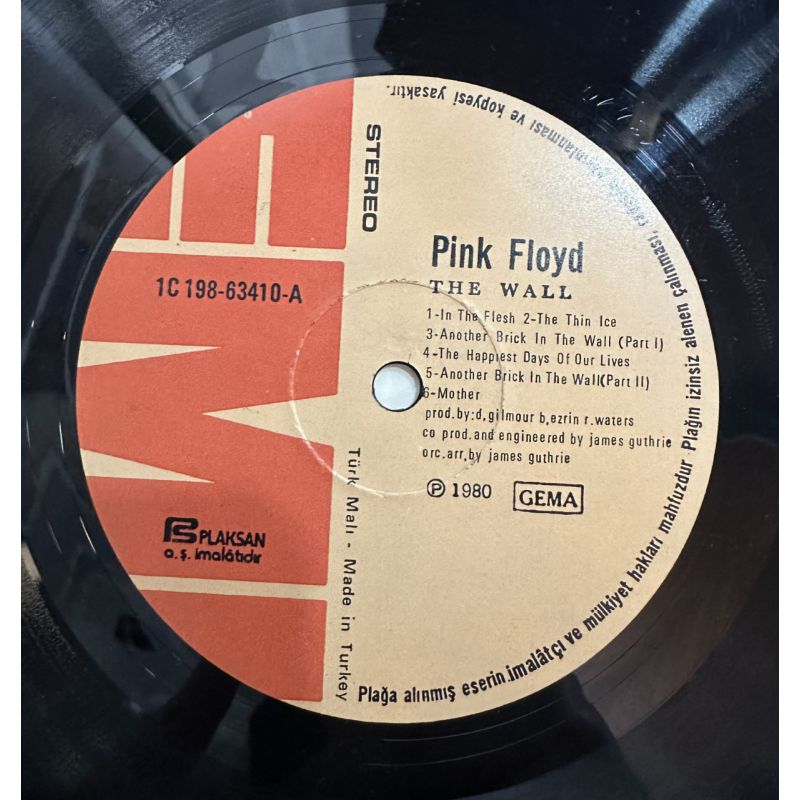 EMI
STEREO
1C 198-63410-A
Pink Floyd
THE WALL
1-In The Flesh 2-The Thin Ice
3-Another Brick In The Wall (Part I)
4-The Happiest Days Of Our Lives
5-Another Brick In The Wall(Part II)
6-Mother
prod.by:d,gilmour b,ezrin r.waters
co prod.and engineered by james guthrie
orc.arr,by james guthrie
℗ 1980 GEMA
PS PLAKSAN
a.ş. imalâtıdır
Türk Malı - Made in Turkey
Plağa alınmış eserin.imalâtçı ve mülkiyet hakları mahfuzdur Plağın izinsiz alenen çalınması, ve kopyesi yasaktır.